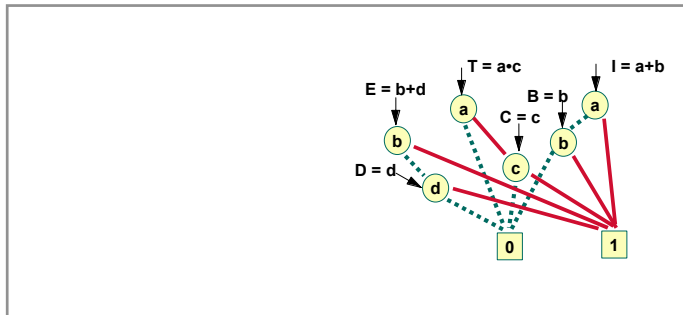 T = a•c
I = a+b
E = b+d
B = b
a
a
C = c
b
b
c
D = d
d
0
1